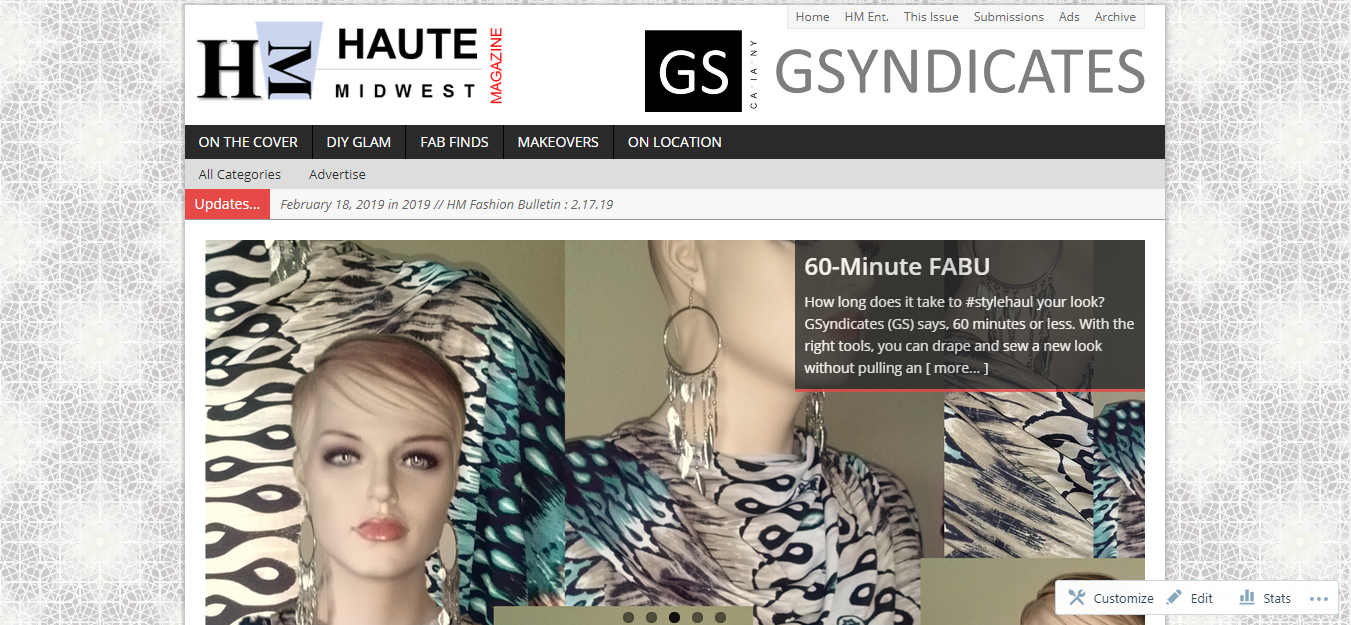 Home HM Ent. This Issue Submissions Ads Archive
HM
HAUTE
MIDWEST
MAGAZINE
GS
CA·IA·NY
GSYNDICATES
ON THE COVER DIY GLAM FAB FINDS MAKEOVERS ON LOCATION
All Categories Advertise
Updates... February 18, 2019 in 2019 // HM Fashion Bulletin : 2.17.19
60-Minute FABU
How long does it take to #stylehaul your look?
GSyndicates (GS) says, 60 minutes or less. With the
right tools, you can drape and sew a new look
without pulling an [ more... ]
Customize Edit Stats